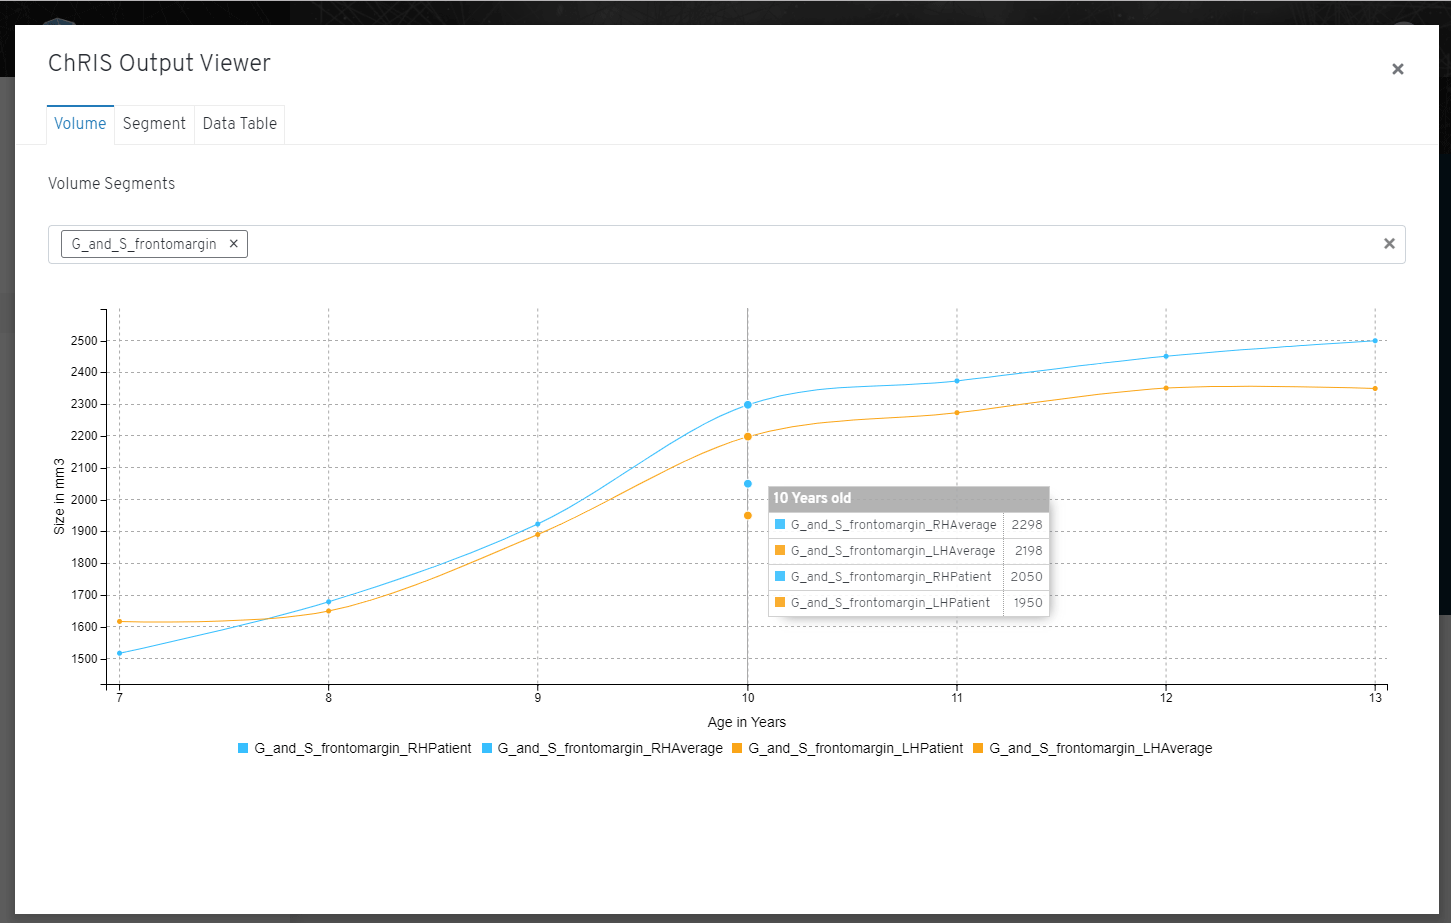 ChRIS Output Viewer
Volume Segment Data Table
Volume Segments
G_and_S_frontomargin
2500
2400
2300
2200
2100
2000
1900
1800
1700
1600
1500
Size in mm3
10 Years old
G_and_S_frontomargin_RHAverage 2298
G_and_S_frontomargin_LHAverage 2198
G_and_S_frontomargin_RHPatient 2050
G_and_S_frontomargin_LHPatient 1950
7 8 9 10 11 12 13
Age in Years
G_and_S_frontomargin_RHPatient G_and_S_frontomargin_RHAverage G_and_S_frontomargin_LHPatient G_and_S_frontomargin_LHAverage